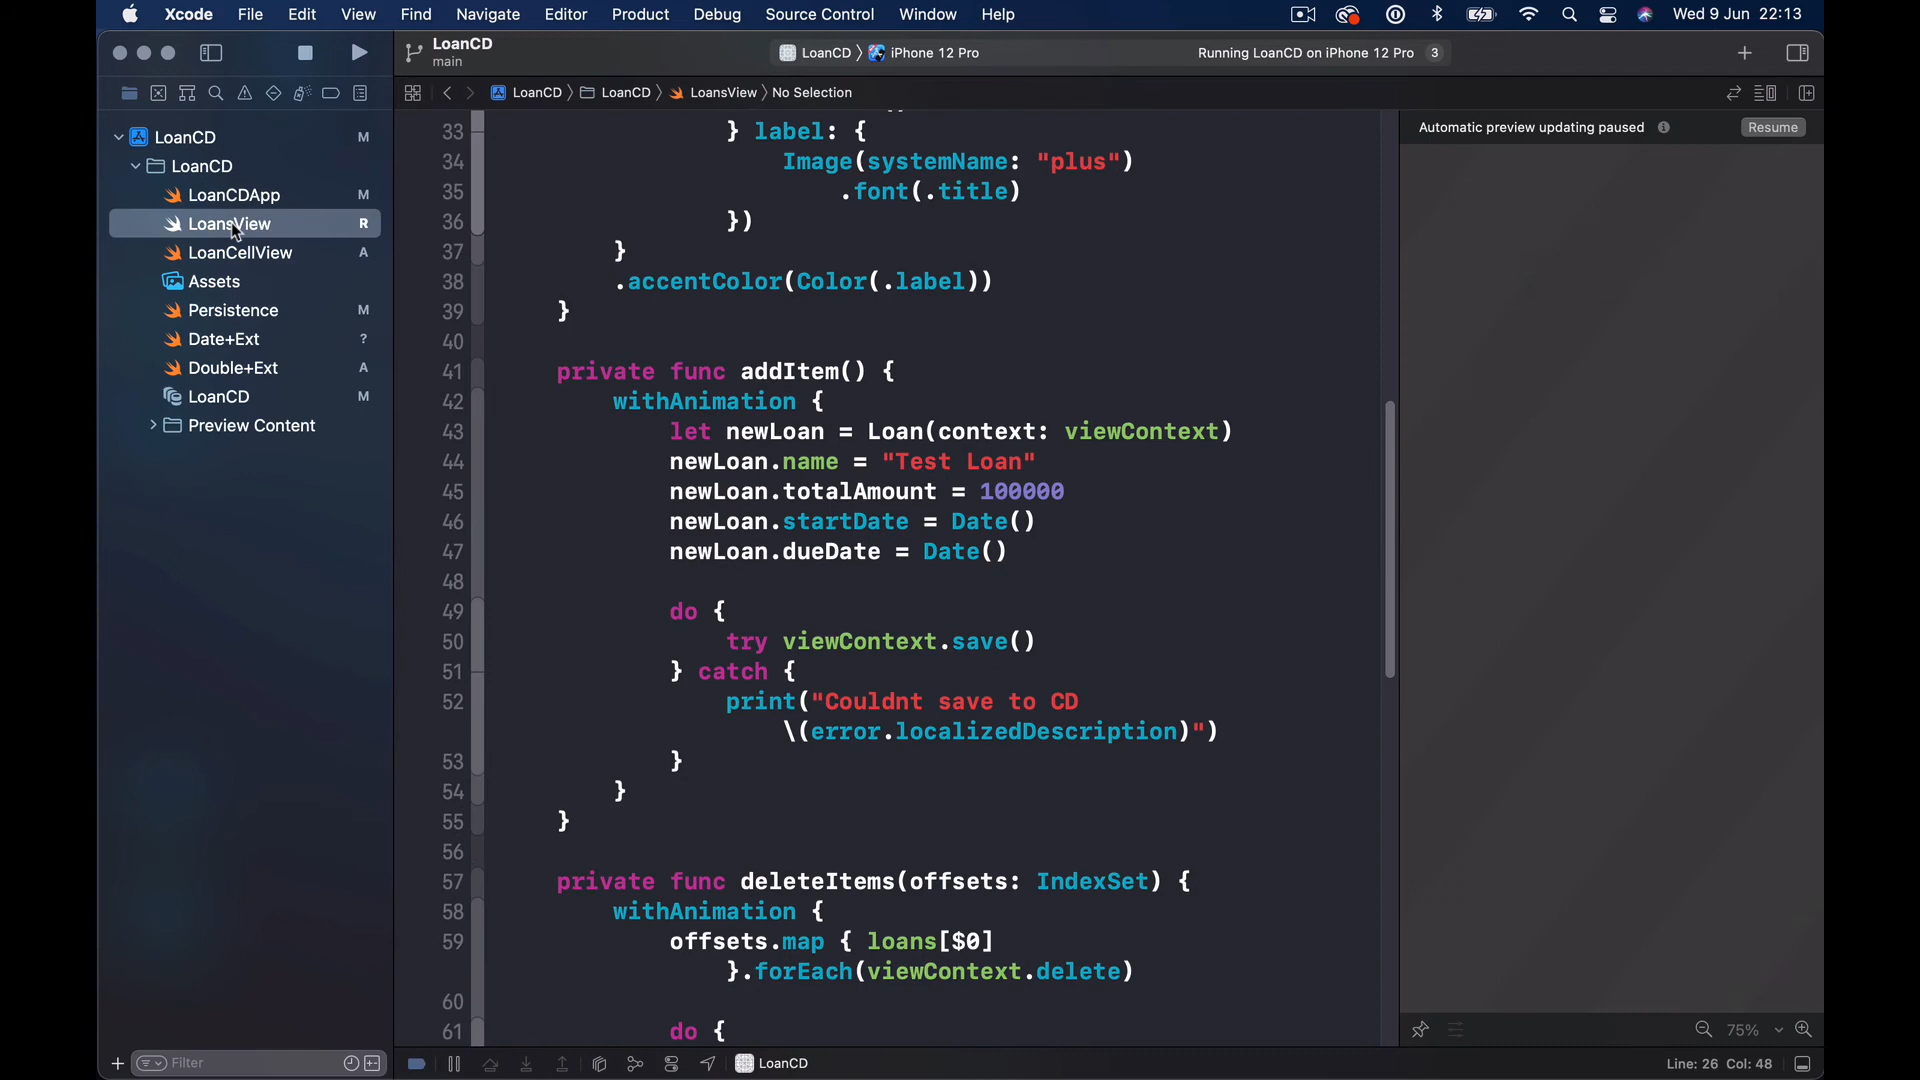 Xcode File Edit View Find Navigate Editor Product Debug Source Control Window Help Wed 9 Jun 22:13
LoanCD
main
LoanCD 〉 iPhone 12 Pro
Running LoanCD on iPhone 12 Pro 3
LoanCD 〉 LoanCD 〉 LoansView 〉 No Selection
LoanCD M
LoanCD
LoanCDApp M
LoansView R
LoanCellView A
Assets
Persistence M
Date+Ext ?
Double+Ext A
LoanCD M
Preview Content
Filter
33 } label: {
34 Image(systemName: "plus")
35 .font(.title)
36 })
37 }
38 .accentColor(Color(.label))
39 }
40
41 private func addItem() {
42 withAnimation {
43 let newLoan = Loan(context: viewContext)
44 newLoan.name = "Test Loan"
45 newLoan.totalAmount = 100000
46 newLoan.startDate = Date()
47 newLoan.dueDate = Date()
48
49 do {
50 try viewContext.save()
51 } catch {
52 print("Couldnt save to CD
\(error.localizedDescription)")
53 }
54 }
55 }
56
57 private func deleteItems(offsets: IndexSet) {
58 withAnimation {
59 offsets.map { loans[$0]
}.forEach(viewContext.delete)
60
61 do {
Automatic preview updating paused Resume
75%
LoanCD
Line: 26 Col: 48